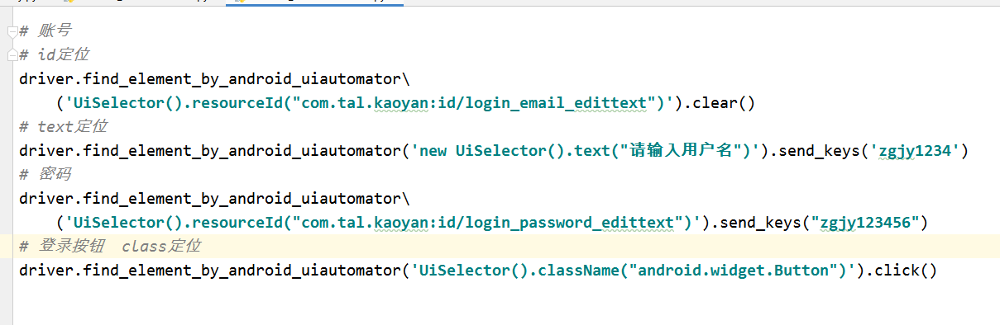 # 账号
# id定位
driver.find_element_by_android_uiautomator\
('UiSelector().resourceId("com.tal.kaoyan:id/login_email_edittext")').clear()
# text定位
driver.find_element_by_android_uiautomator('new UiSelector().text("请输入用户名")').send_keys('zgjy1234')
# 密码
driver.find_element_by_android_uiautomator\
('UiSelector().resourceId("com.tal.kaoyan:id/login_password_edittext")').send_keys("zgjy123456")
# 登录按钮  class定位
driver.find_element_by_android_uiautomator('UiSelector().className("android.widget.Button")').click()